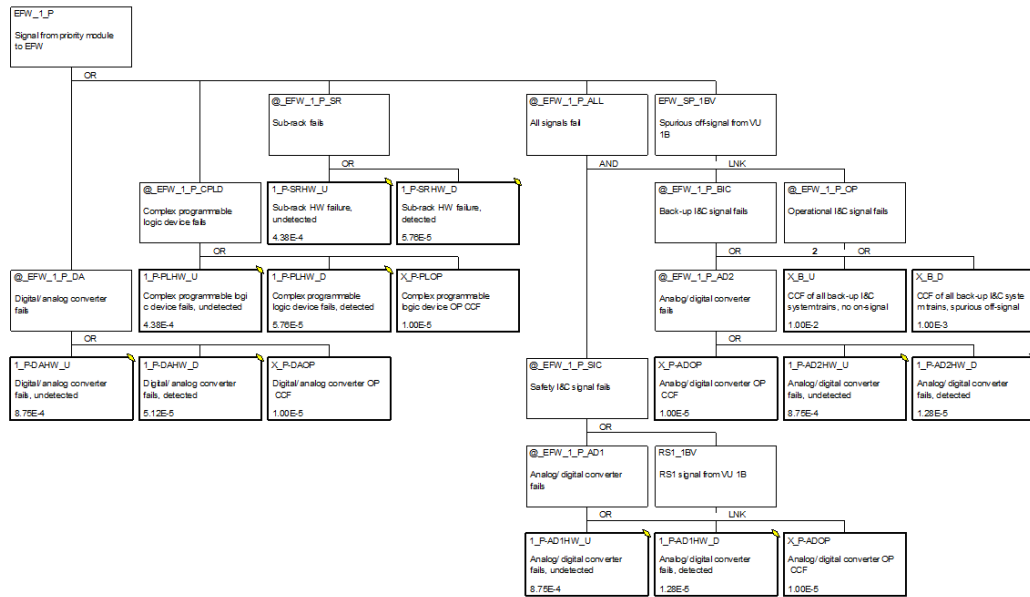 EFW_1_P
Signal from priority module
to EFW
OR
@_EFW_1_P_SR
Sub-rack fails
@_EFW_1_P_ALL
All signals fail
EFW_SP_1BV
Spurious off-signal from VU
1B
OR
AND
LNK
@_EFW_1_P_CPLD
Complex programmable
logic device fails
1_P-SRHW_U
Sub-rack HW failure,
undetected
4.38E-4
1_P-SRHW_D
Sub-rack HW failure,
detected
5.76E-5
@_EFW_1_P_BIC
Back-up I&C signal fails
@_EFW_1_P_OP
Operational I&C signal fails
OR
OR
2
OR
@_EFW_1_P_DA
Digital/analog converter
fails
1_P-PLHW_U
Complex programmable logi
c device fails, undetected
4.38E-4
1_P-PLHW_D
Complex programmable
logic device fails, detected
5.76E-5
X_P-PLOP
Complex programmable
logic device OP CCF
1.00E-5
@_EFW_1_P_AD2
Analog/digital converter
fails
X_B_U
CCF of all back-up I&C
system trains, no on-signal
1.00E-2
X_B_D
CCF of all back-up I&C syste
m trains, spurious off-signal
1.00E-3
OR
OR
1_P-DAHW_U
Digital/analog converter
fails, undetected
8.75E-4
1_P-DAHW_D
Digital/analog converter
fails, detected
5.12E-5
X_P-DAOP
Digital/analog converter OP
CCF
1.00E-5
@_EFW_1_P_SIC
Safety I&C signal fails
X_P-ADOP
Analog/digital converter OP
CCF
1.00E-5
1_P-AD2HW_U
Analog/digital converter
fails, undetected
8.75E-4
1_P-AD2HW_D
Analog/digital converter
fails, detected
1.28E-5
OR
@_EFW_1_P_AD1
Analog/digital converter
fails
RS1_1BV
RS1 signal from VU 1B
OR
LNK
1_P-AD1HW_U
Analog/digital converter
fails, undetected
8.75E-4
1_P-AD1HW_D
Analog/digital converter
fails, detected
1.28E-5
X_P-ADOP
Analog/digital converter OP
CCF
1.00E-5